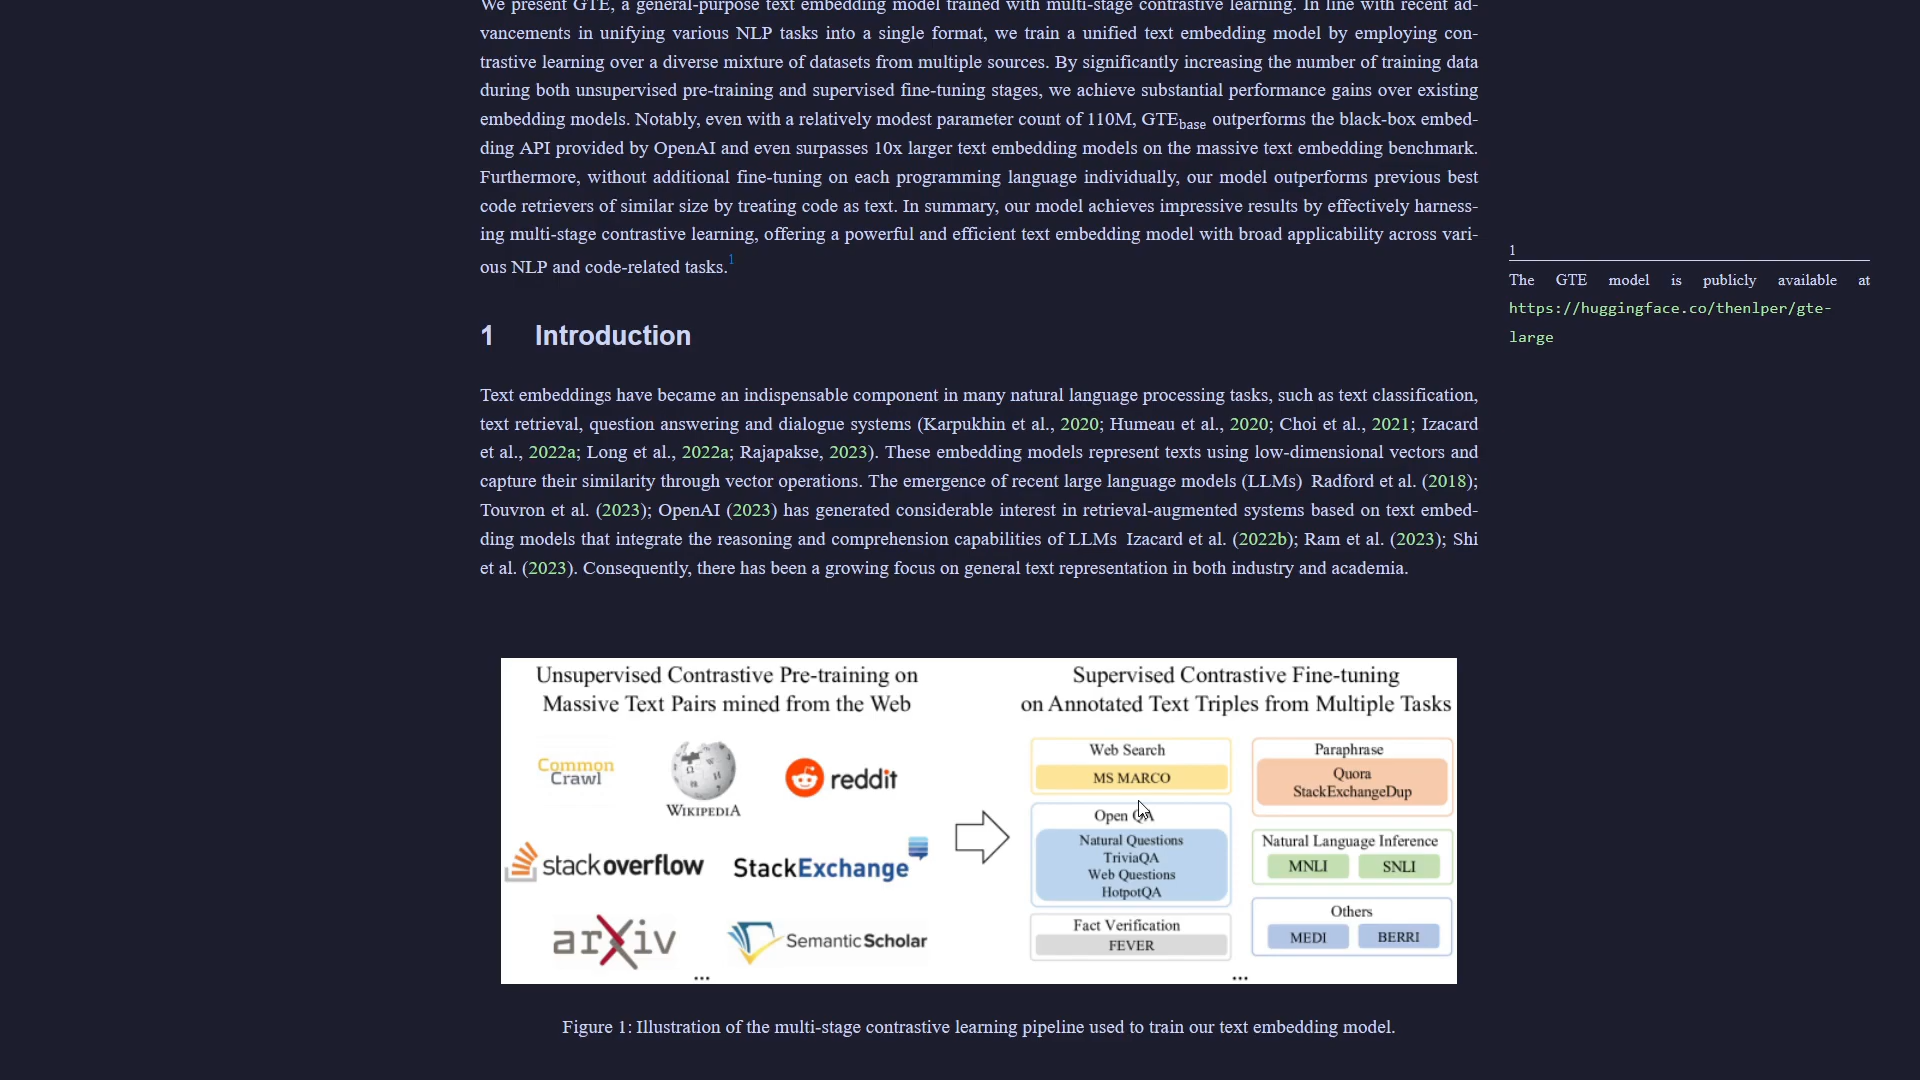 We present GTE, a general-purpose text embedding model trained with multi-stage contrastive learning. In line with recent ad-
vancements in unifying various NLP tasks into a single format, we train a unified text embedding model by employing con-
trastive learning over a diverse mixture of datasets from multiple sources. By significantly increasing the number of training data
during both unsupervised pre-training and supervised fine-tuning stages, we achieve substantial performance gains over existing
embedding models. Notably, even with a relatively modest parameter count of 110M, GTEbase outperforms the black-box embed-
ding API provided by OpenAI and even surpasses 10x larger text embedding models on the massive text embedding benchmark.
Furthermore, without additional fine-tuning on each programming language individually, our model outperforms previous best
code retrievers of similar size by treating code as text. In summary, our model achieves impressive results by effectively harness-
ing multi-stage contrastive learning, offering a powerful and efficient text embedding model with broad applicability across vari-
ous NLP and code-related tasks.1
1
The GTE model is publicly available at
https://huggingface.co/thenlper/gte-
large
1 Introduction
Text embeddings have became an indispensable component in many natural language processing tasks, such as text classification,
text retrieval, question answering and dialogue systems (Karpukhin et al., 2020; Humeau et al., 2020; Choi et al., 2021; Izacard
et al., 2022a; Long et al., 2022a; Rajapakse, 2023). These embedding models represent texts using low-dimensional vectors and
capture their similarity through vector operations. The emergence of recent large language models (LLMs) Radford et al. (2018);
Touvron et al. (2023); OpenAI (2023) has generated considerable interest in retrieval-augmented systems based on text embed-
ding models that integrate the reasoning and comprehension capabilities of LLMs Izacard et al. (2022b); Ram et al. (2023); Shi
et al. (2023). Consequently, there has been a growing focus on general text representation in both industry and academia.
Unsupervised Contrastive Pre-training on
Massive Text Pairs mined from the Web
Common
Crawl
WIKIPEDIA
reddit
stackoverflow
StackExchange
arXiv
Semantic Scholar
...
Supervised Contrastive Fine-tuning
on Annotated Text Triples from Multiple Tasks
Web Search
MS MARCO
Open QA
Natural Questions
TriviaQA
Web Questions
HotpotQA
Fact Verification
FEVER
Paraphrase
Quora
StackExchangeDup
Natural Language Inference
MNLI SNLI
Others
MEDI BERRI
...
Figure 1: Illustration of the multi-stage contrastive learning pipeline used to train our text embedding model.